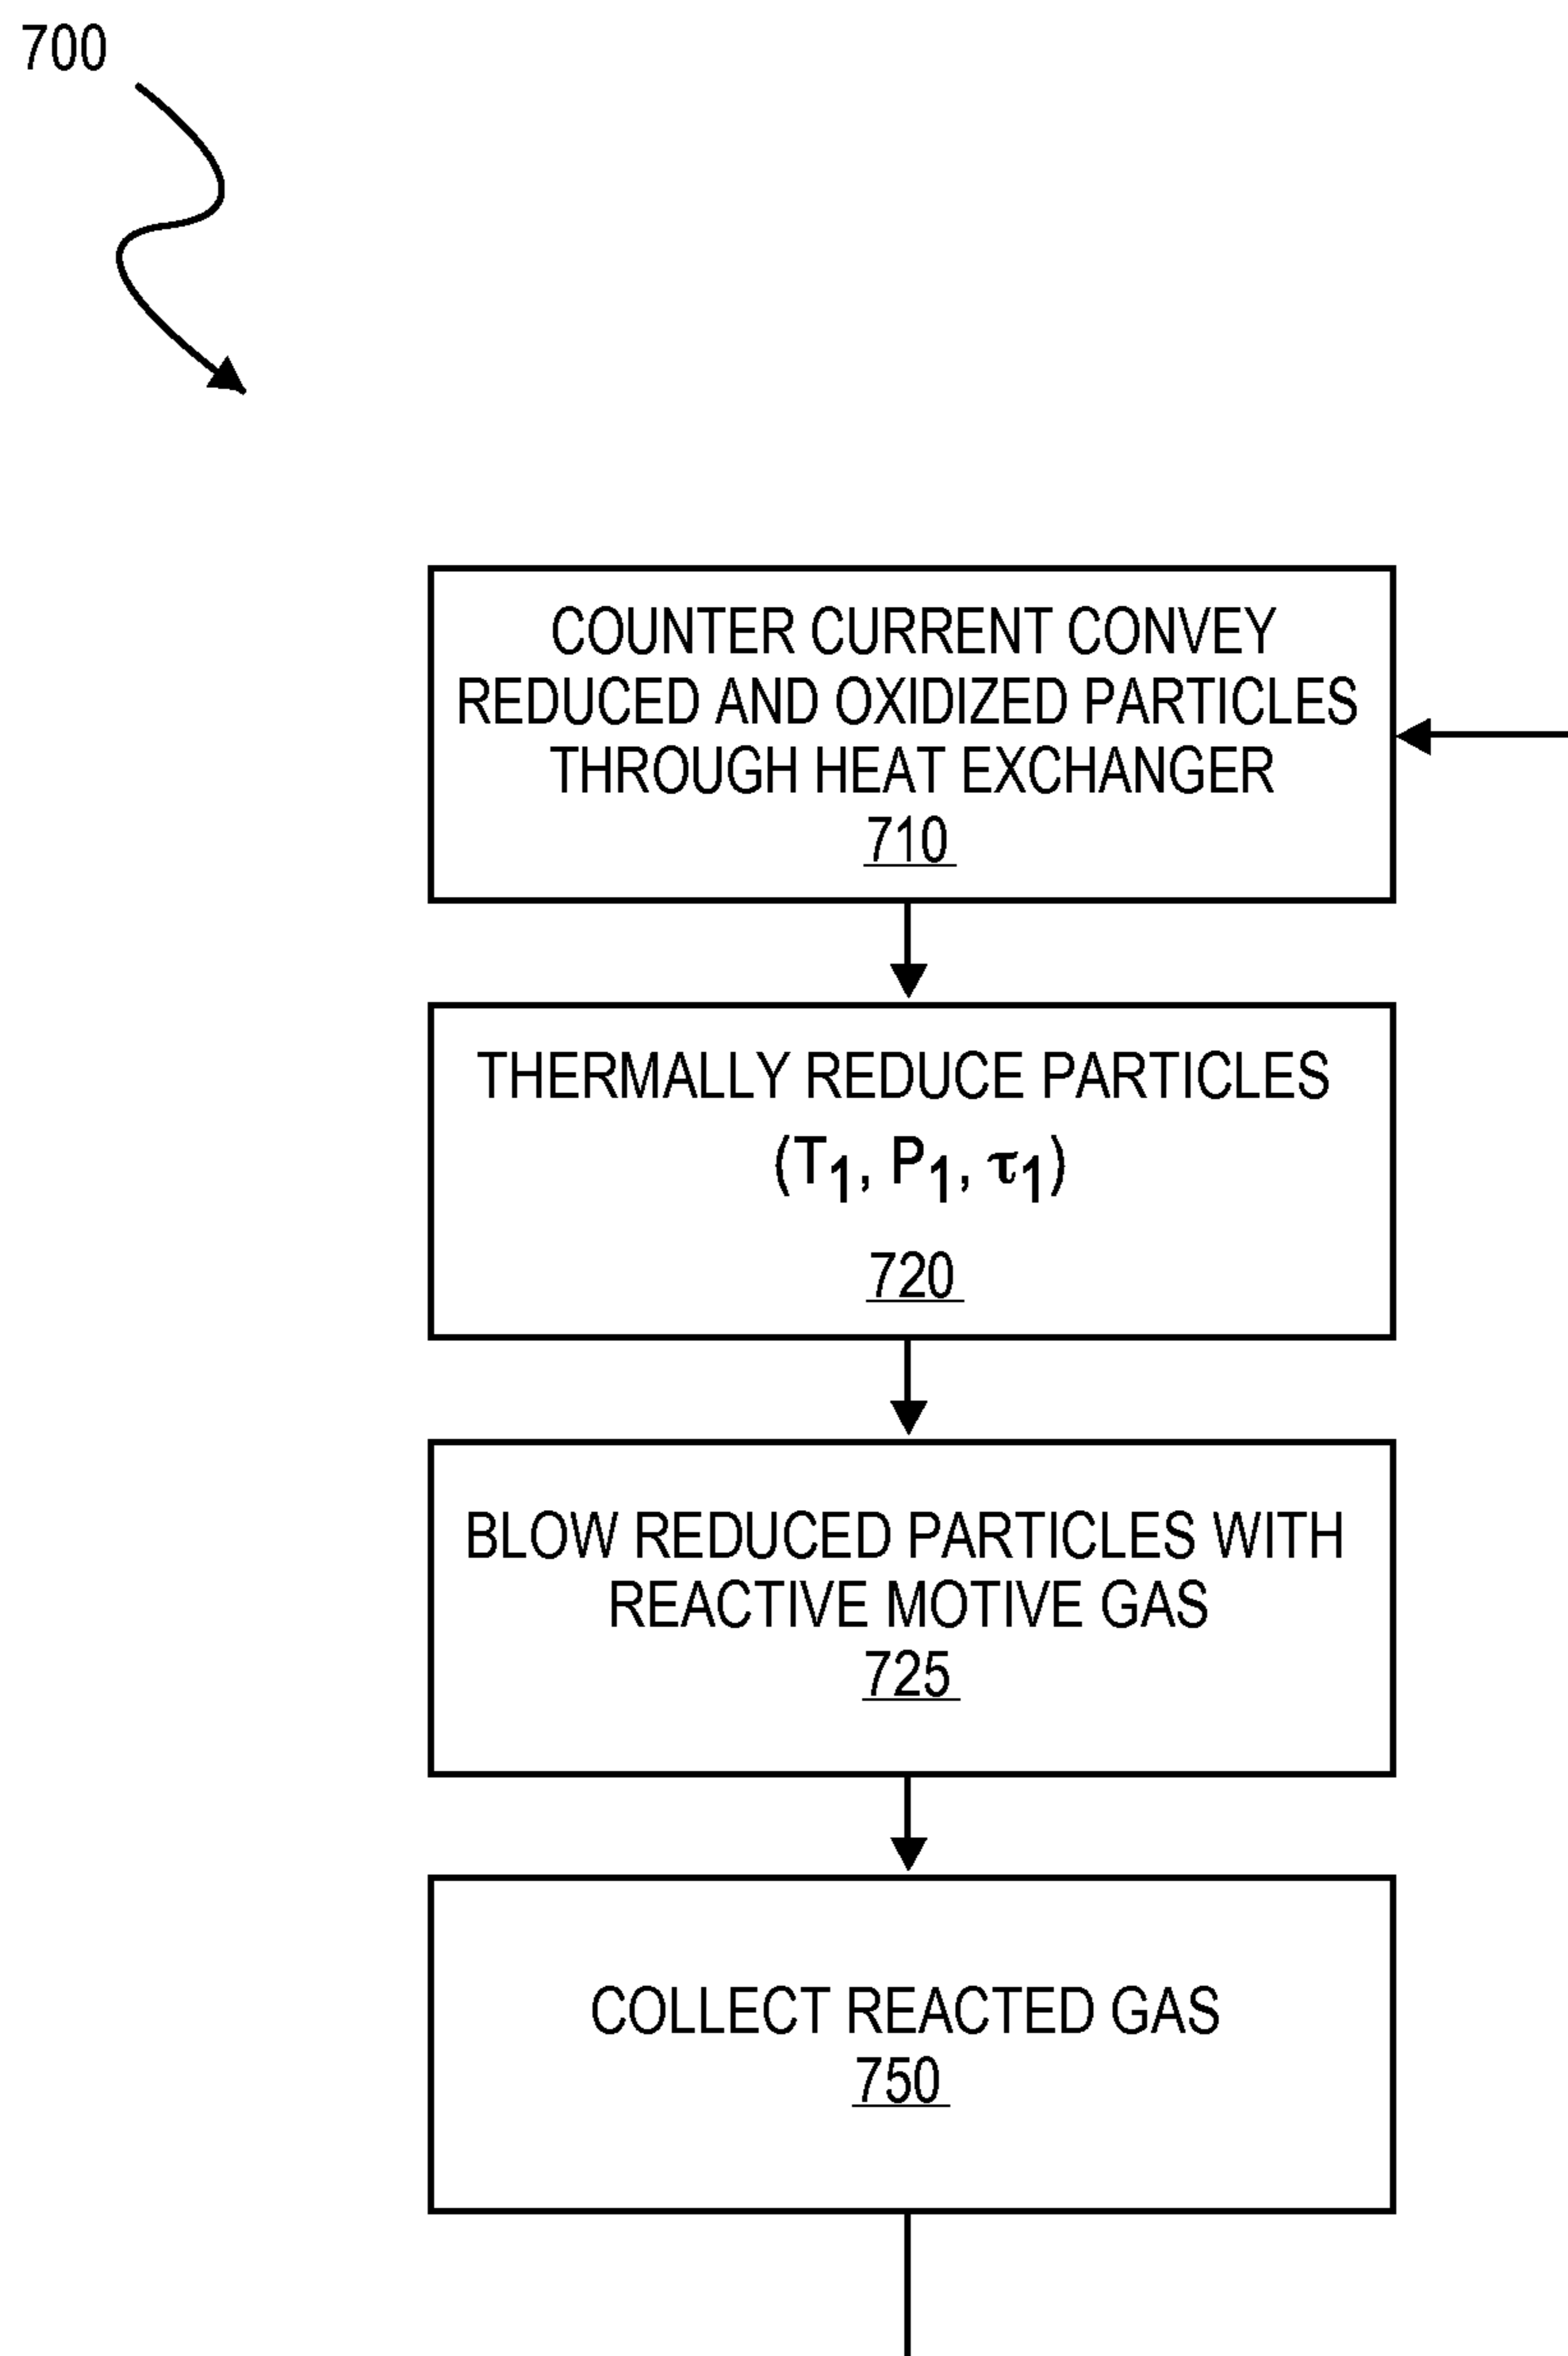 700
COUNTER CURRENT CONVEY
REDUCED AND OXIDIZED PARTICLES
THROUGH HEAT EXCHANGER
710
THERMALLY REDUCE PARTICLES
(T₁, P₁, τ₁)
720
BLOW REDUCED PARTICLES WITH
REACTIVE MOTIVE GAS
725
COLLECT REACTED GAS
750